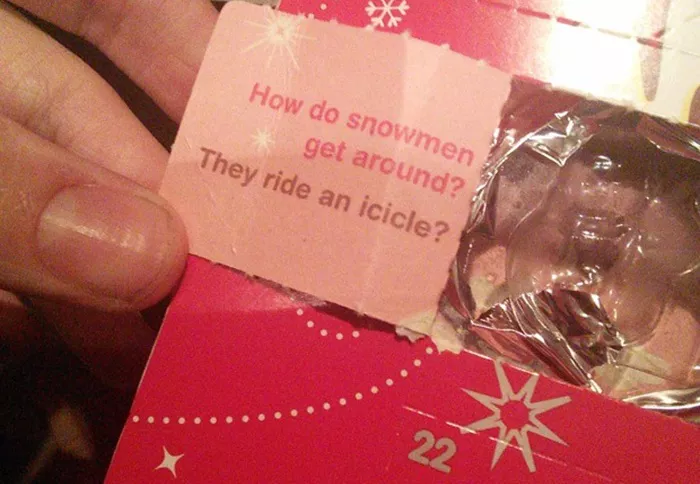 How do snowmen
get around?
They ride an icicle?
22